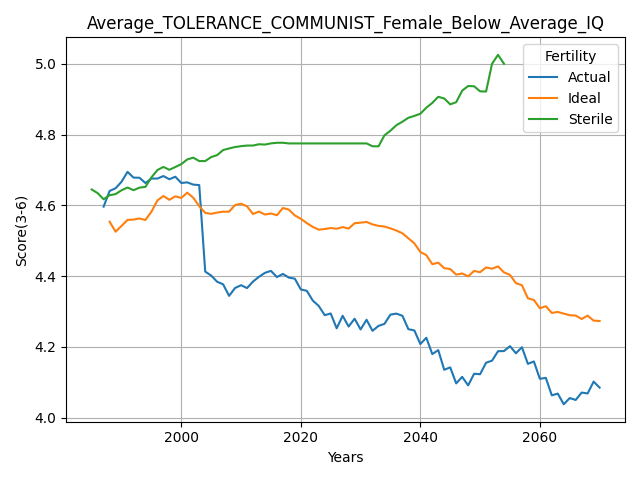 Average_TOLERANCE_COMMUNIST_Female_Below_Average_IQ
Fertility
Actual
Ideal
Sterile
Score(3-6)
5.0
4.8
4.6
4.4
4.2
4.0
2000
2020
2040
2060
Years